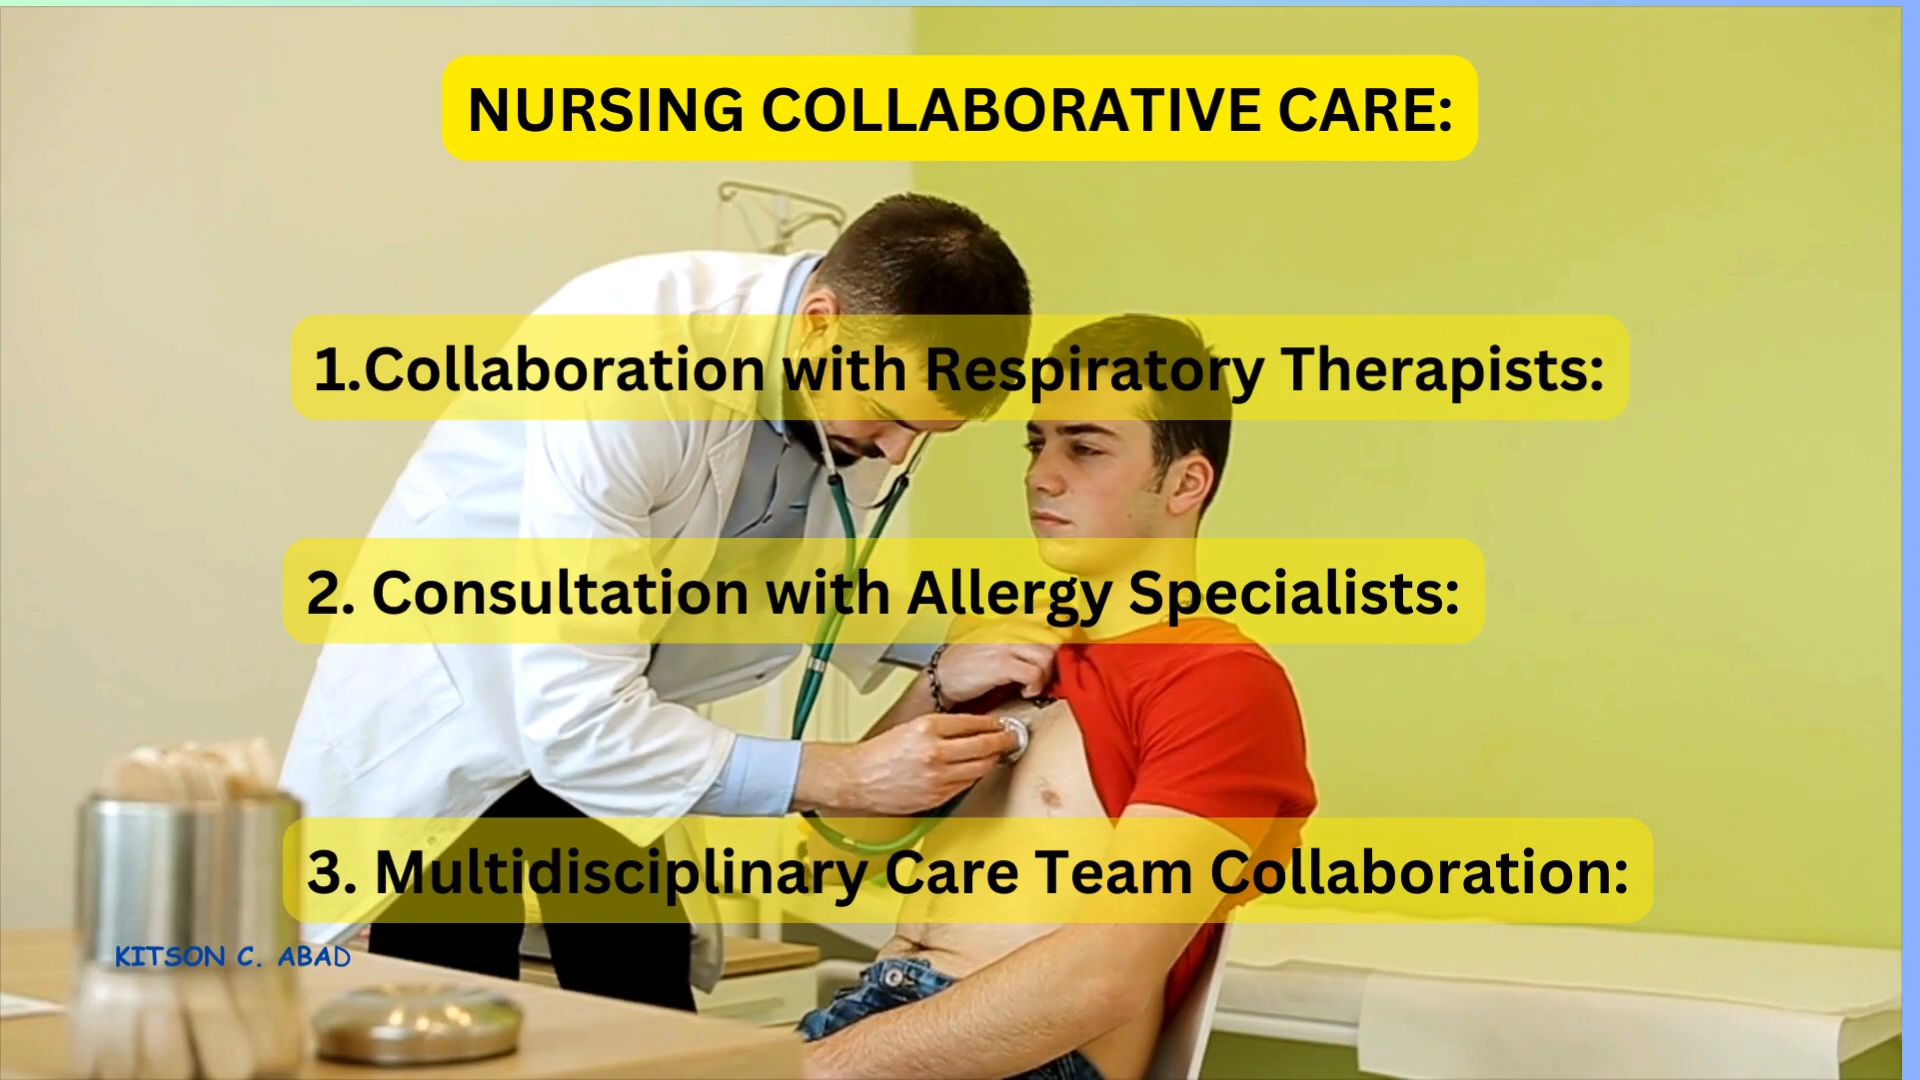 NURSING COLLABORATIVE CARE:
1.Collaboration with Respiratory Therapists:
2. Consultation with Allergy Specialists:
3. Multidisciplinary Care Team Collaboration:
KITSON C. ABAD